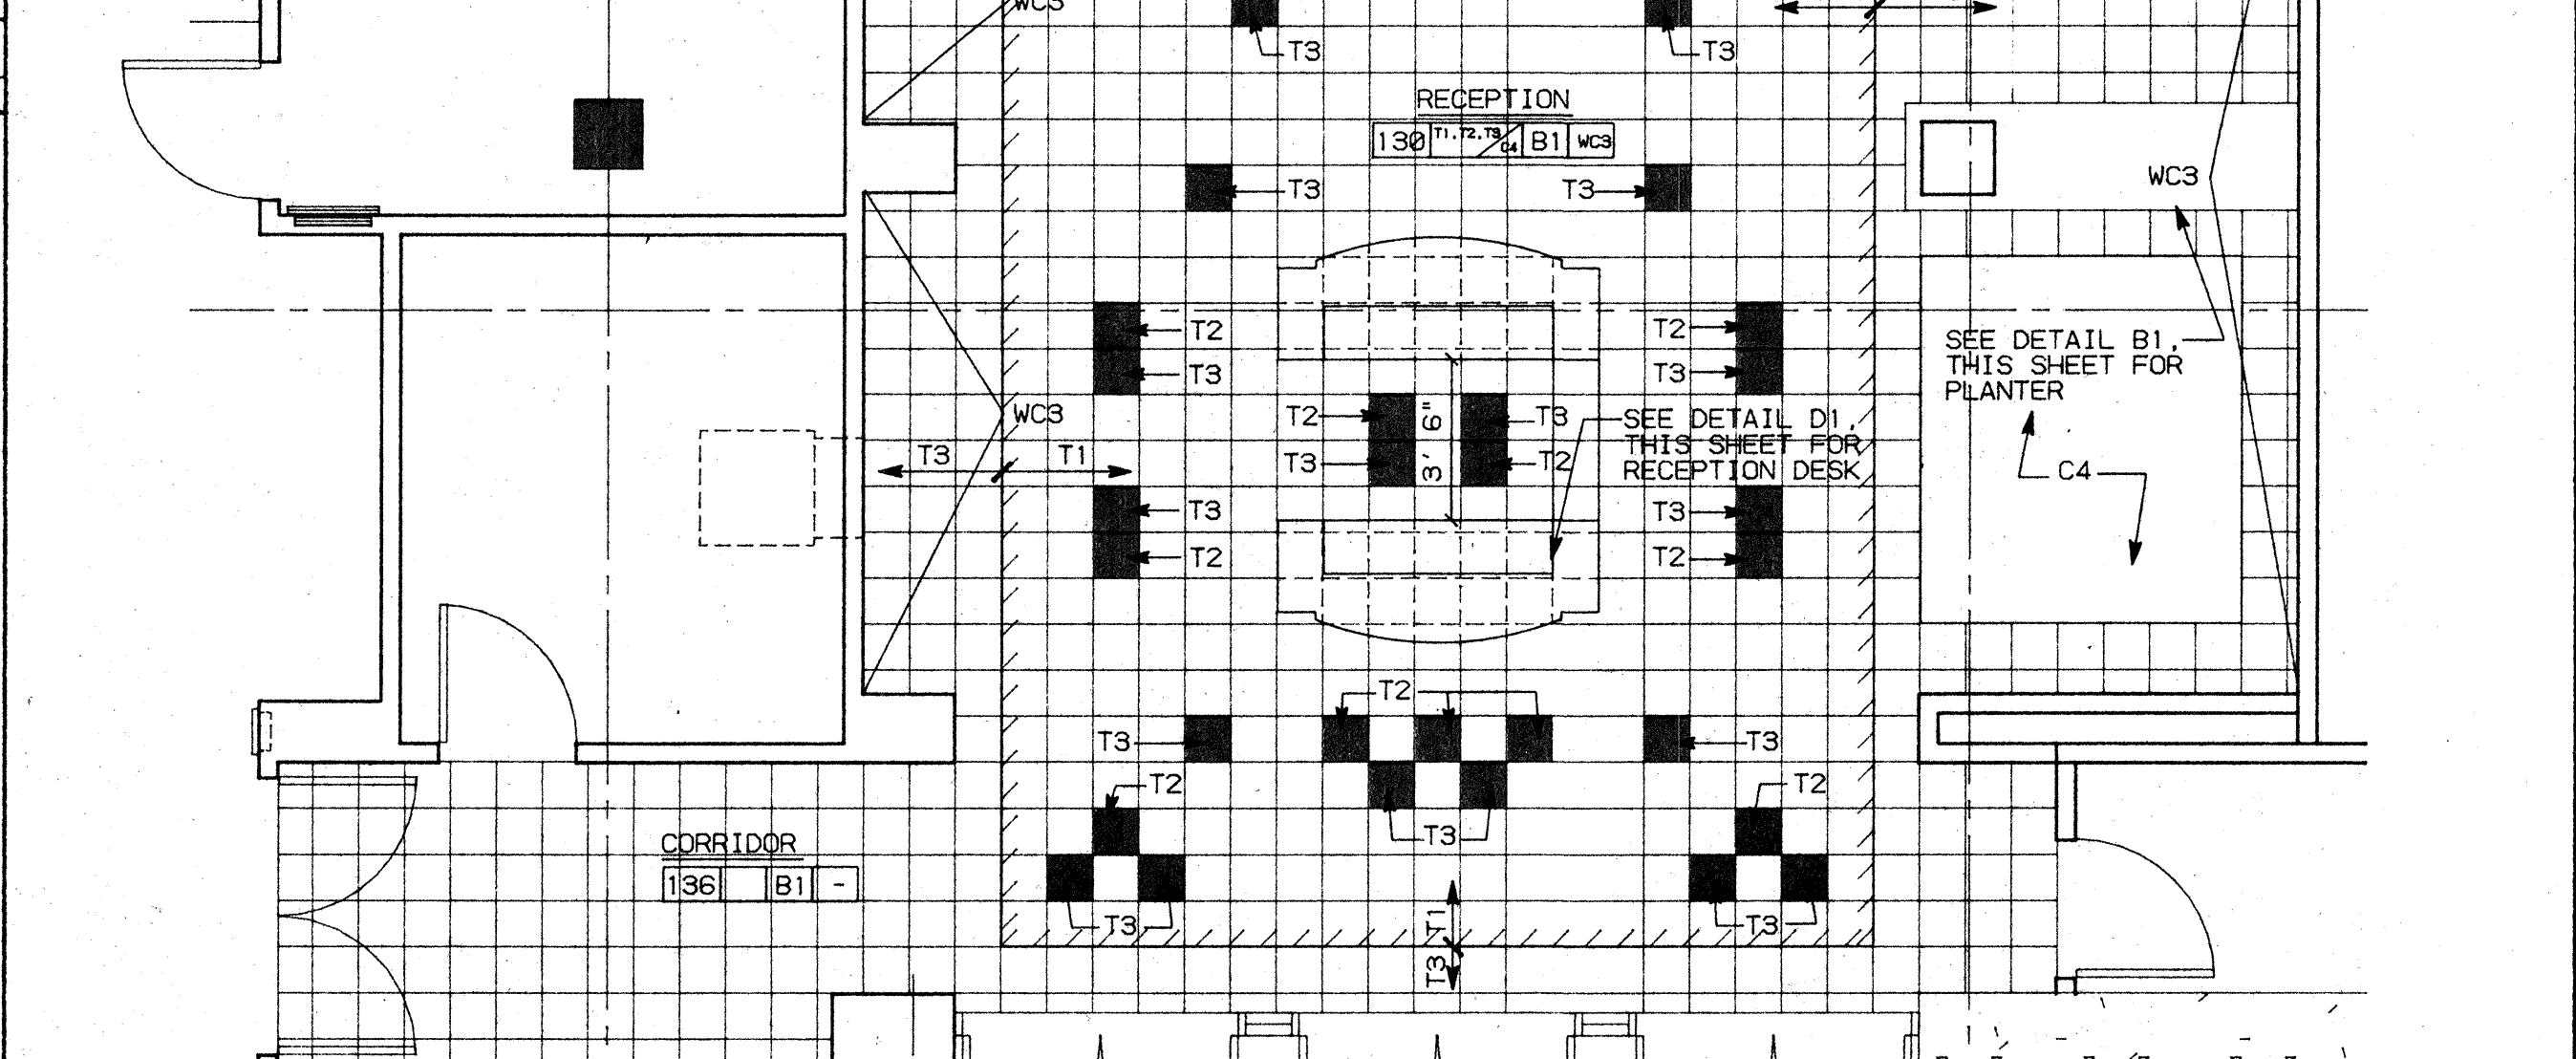 WC3
T3
T3
RECEPTION
130 T1,T2,T3 C4 B1 WC3
T3
T3
WC3
T2
T2
SEE DETAIL B1,
THIS SHEET FOR
PLANTER
T3
T3
WC3
T2
3' 6"
T3
SEE DETAIL D1,
THIS SHEET FOR
RECEPTION DESK
T3
T1
T3
T2
C4
T3
T3
T2
T2
T2
T3
T3
T2
T2
T3
CORRIDOR
136 B1 -
T3
T1
T3
T3